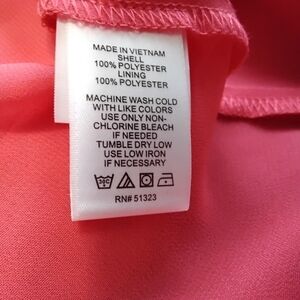 MADE IN VIETNAM
SHELL
100% POLYESTER
LINING
100% POLYESTER
MACHINE WASH COLD
WITH LIKE COLORS
USE ONLY NON-
CHLORINE BLEACH
IF NEEDED
TUMBLE DRY LOW
USE LOW IRON
IF NECESSARY
RN# 51323